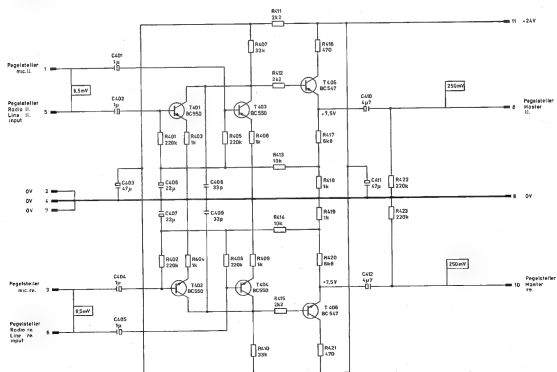 R411
2k2
11 +24V
R407
33k
R416
470
Pegelsteller
mic.li.
C401
1µ
1
R412
2k2
T405
BC547
8,5mV
C410
4µ7
250mV
Pegelsteller
Radio li.
Line li.
input
5
C402
1µ
T401
BC550
T403
BC550
+7,5V
8
Pegelsteller
Master
li.
R401
220k
R403
1k
R405
220k
R408
1k
R417
6k8
R413
10k
C403
47µ
C406
22µ
C408
33p
R418
1k
C411
47µ
R422
220k
0V 2
0V 4
0V 7
9 0V
C407
22µ
C409
33p
R419
1k
R423
220k
R414
10k
R402
220k
R404
1k
R406
220k
R409
1k
R420
6k8
250mV
Pegelsteller
mic.re.
3
C404
1µ
T402
BC550
T404
BC550
+7,5V
C412
4µ7
10
Pegelsteller
Master
re.
8,5mV
R415
2k2
T406
BC547
Pegelsteller
Radio re.
Line re.
input
6
C405
1µ
R410
33k
R421
470